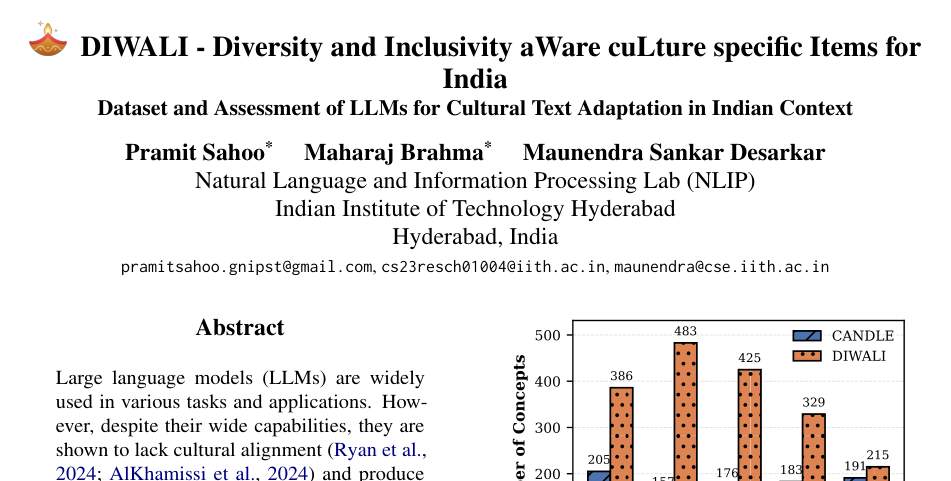 DIWALI - Diversity and Inclusivity aWare cuLture specific Items for
India
Dataset and Assessment of LLMs for Cultural Text Adaptation in Indian Context
Pramit Sahoo* Maharaj Brahma* Maunendra Sankar Desarkar
Natural Language and Information Processing Lab (NLIP)
Indian Institute of Technology Hyderabad
Hyderabad, India
pramitsahoo.gnipst@gmail.com, cs23resch01004@iith.ac.in, maunendra@cse.iith.ac.in
Abstract
Large language models (LLMs) are widely
used in various tasks and applications. How-
ever, despite their wide capabilities, they are
shown to lack cultural alignment (Ryan et al.,
2024; AlKhamissi et al., 2024) and produce
500
400
300
200
of Concepts
CANDLE
DIWALI
205
386
483
176
425
183
329
191
215